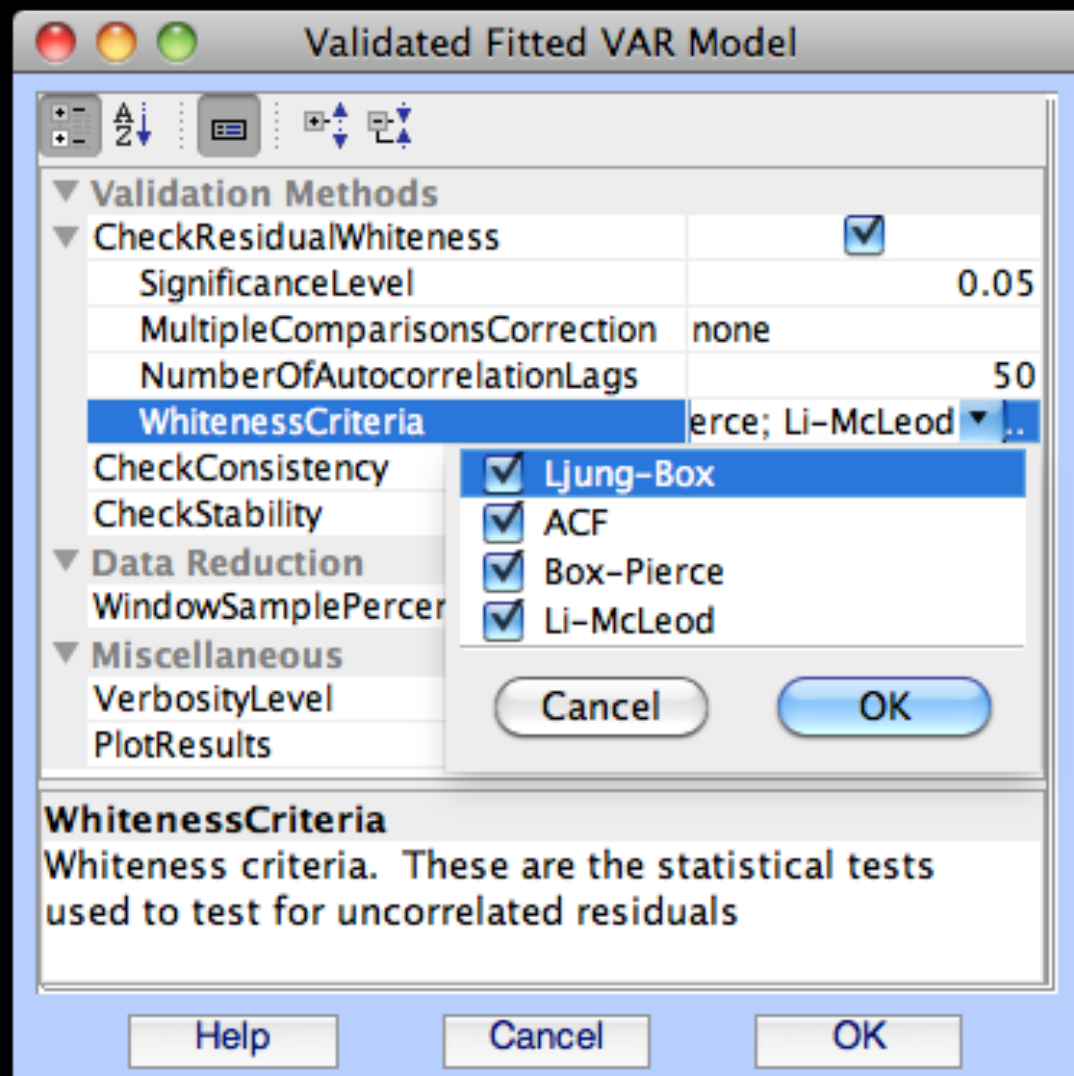 Validated Fitted VAR Model
Validation Methods
CheckResidualWhiteness
SignificanceLevel 0.05
MultipleComparisonsCorrection none
NumberOfAutocorrelationLags 50
WhitenessCriteria erce; Li-McLeod ..
CheckConsistency
Ljung-Box
CheckStability
ACF
Data Reduction
Box-Pierce
WindowSamplePercer
Li-McLeod
Miscellaneous
VerbosityLevel
Cancel OK
PlotResults
WhitenessCriteria
Whiteness criteria. These are the statistical tests
used to test for uncorrelated residuals
Help Cancel OK